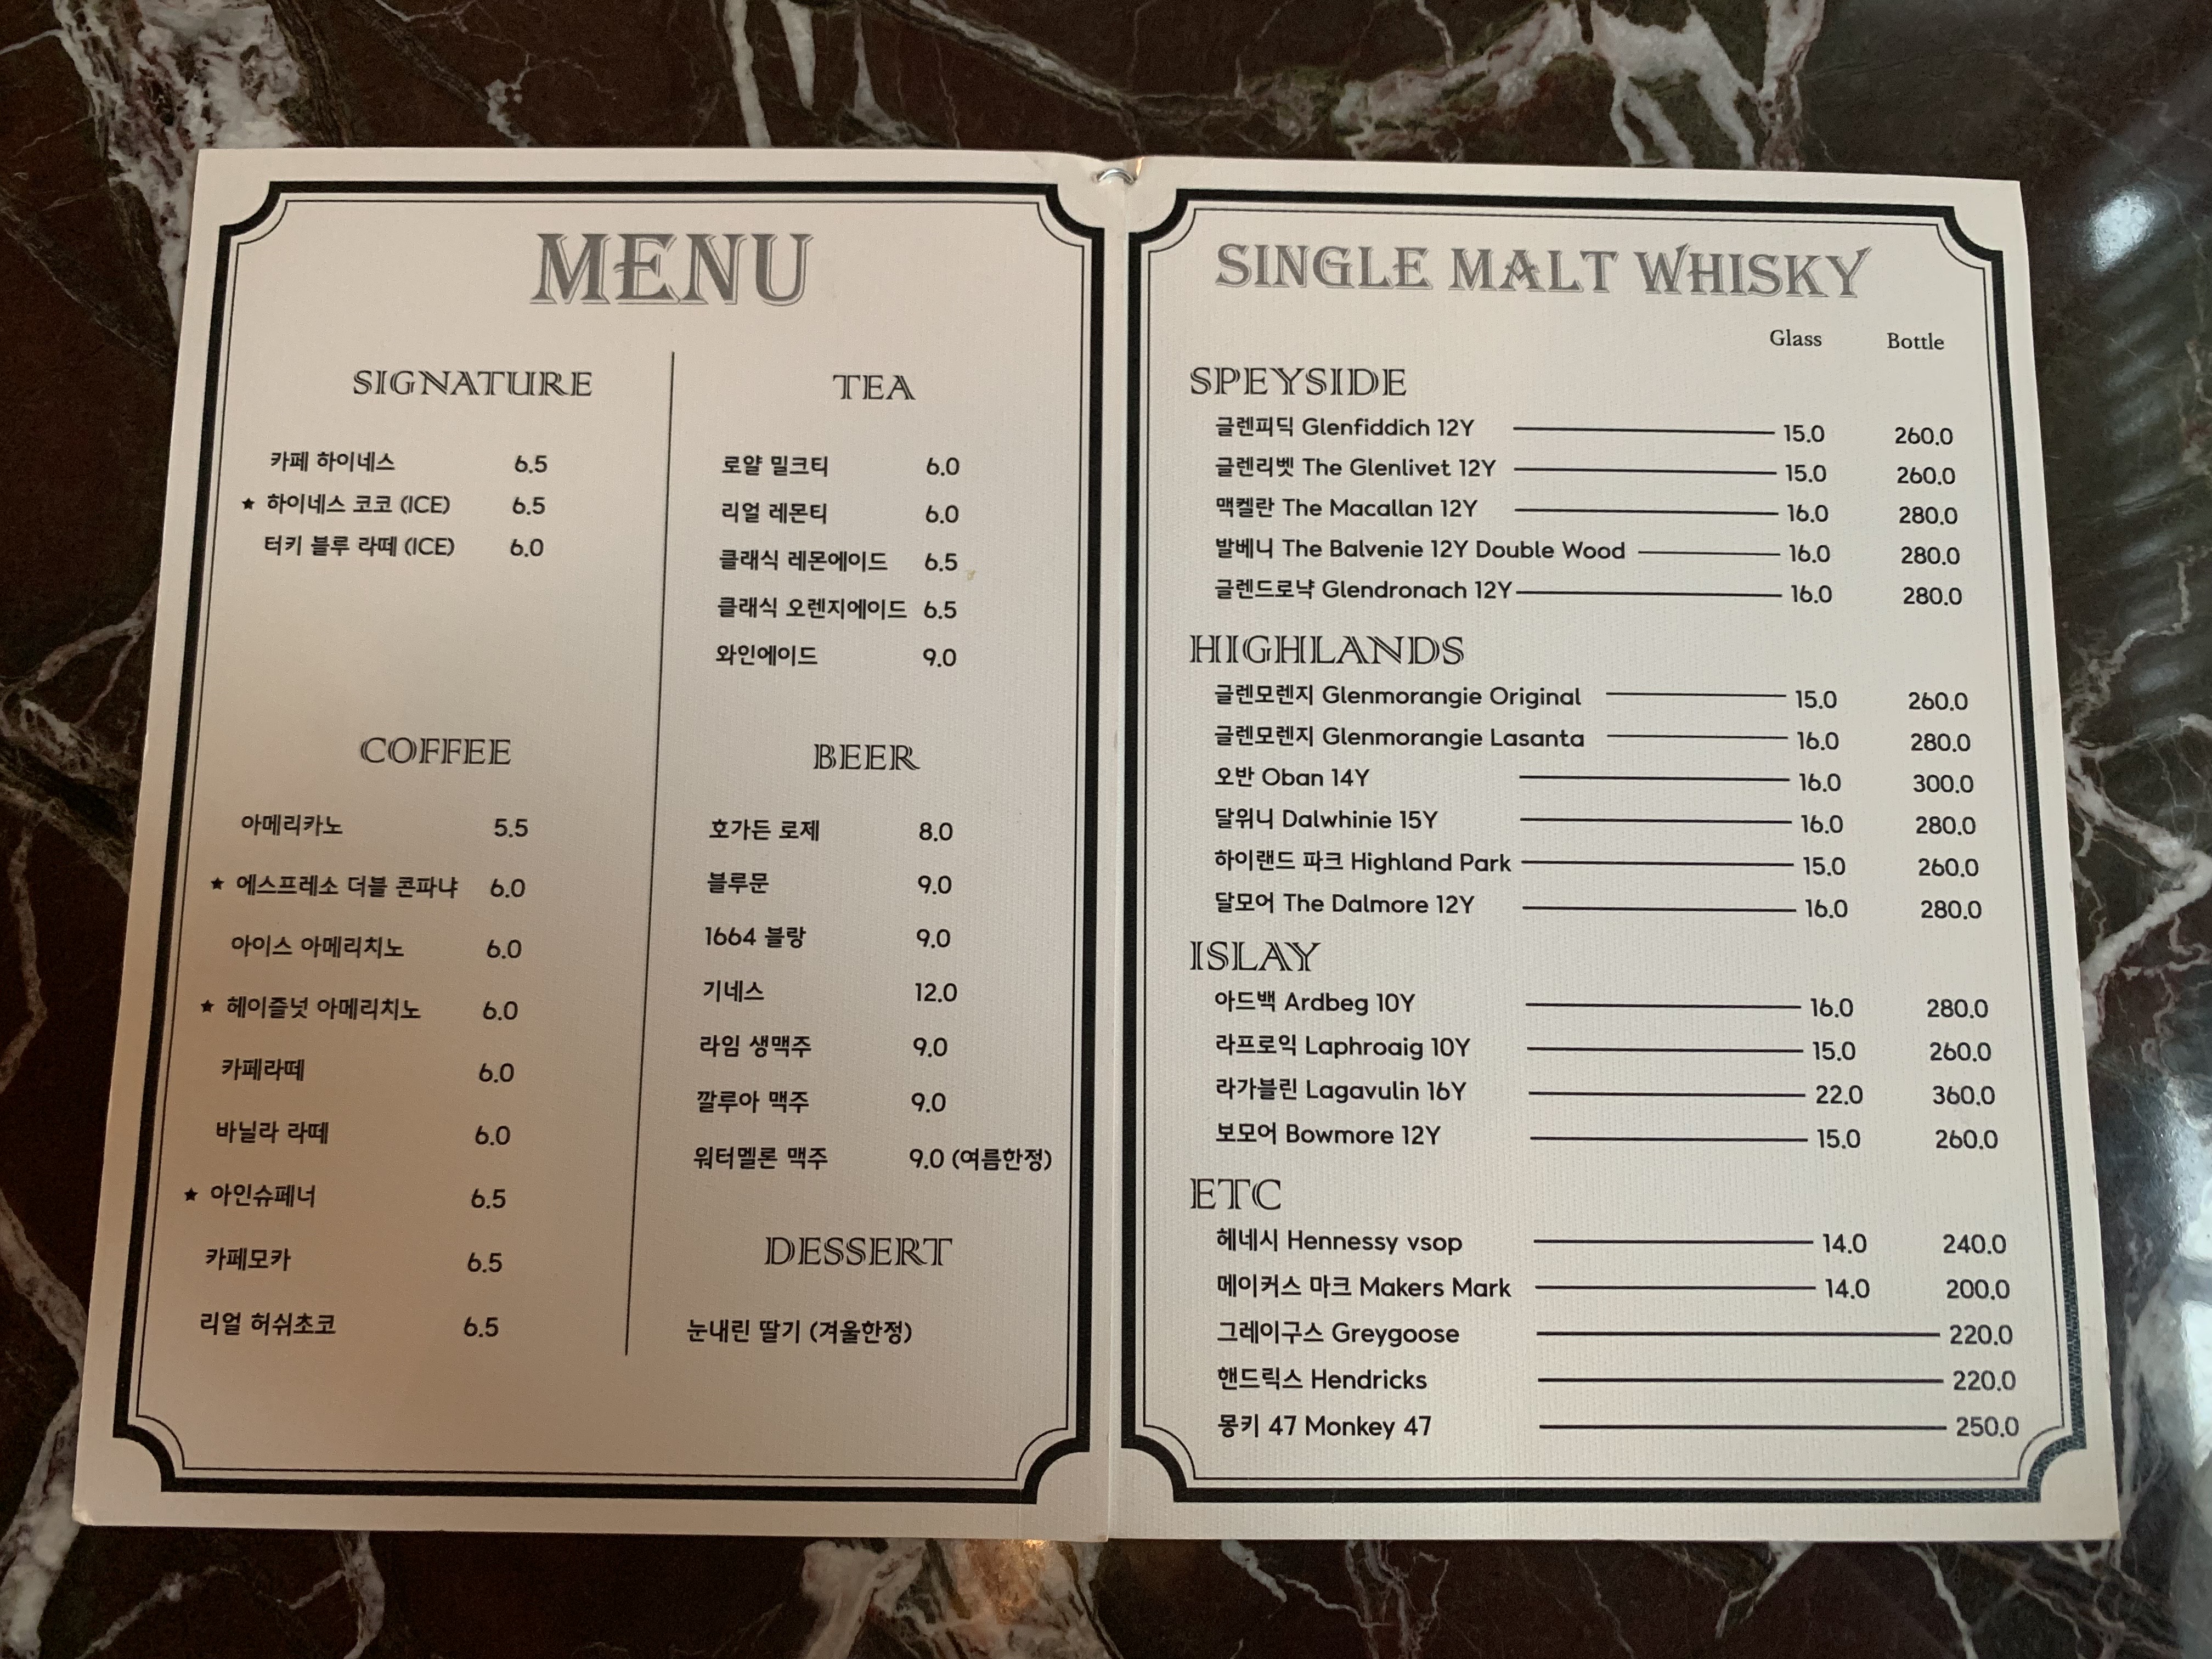 MENU
SIGNATURE
카페 하이네스 6.5
★ 하이네스 코코 (ICE) 6.5
터키 블루 라떼 (ICE) 6.0
COFFEE
아메리카노 5.5
★ 에스프레소 더블 콘파냐 6.0
아이스 아메리치노 6.0
★ 헤이즐넛 아메리치노 6.0
카페라떼 6.0
바닐라 라떼 6.0
★ 아인슈페너 6.5
카페모카 6.5
리얼 허쉬초코 6.5
TEA
로얄 밀크티 6.0
리얼 레몬티 6.0
클래식 레몬에이드 6.5
클래식 오렌지에이드 6.5
와인에이드 9.0
BEER
호가든 로제 8.0
블루문 9.0
1664 블랑 9.0
기네스 12.0
라임 생맥주 9.0
깔루아 맥주 9.0
워터멜론 맥주 9.0 (여름한정)
DESSERT
눈내린 딸기 (겨울한정)
SINGLE MALT WHISKY
Glass Bottle
SPEYSIDE
글렌피딕 Glenfiddich 12Y 15.0 260.0
글렌리벳 The Glenlivet 12Y 15.0 260.0
맥켈란 The Macallan 12Y 16.0 280.0
발베니 The Balvenie 12Y Double Wood 16.0 280.0
글렌드로낙 Glendronach 12Y 16.0 280.0
HIGHLANDS
글렌모렌지 Glenmorangie Original 15.0 260.0
글렌모렌지 Glenmorangie Lasanta 16.0 280.0
오반 Oban 14Y 16.0 300.0
달위니 Dalwhinie 15Y 16.0 280.0
하이랜드 파크 Highland Park 15.0 260.0
달모어 The Dalmore 12Y 16.0 280.0
ISLAY
아드백 Ardbeg 10Y 16.0 280.0
라프로익 Laphroaig 10Y 15.0 260.0
라가블린 Lagavulin 16Y 22.0 360.0
보모어 Bowmore 12Y 15.0 260.0
ETC
헤네시 Hennessy vsop 14.0 240.0
메이커스 마크 Makers Mark 14.0 200.0
그레이구스 Greygoose 220.0
핸드릭스 Hendricks 220.0
몽키 47 Monkey 47 250.0